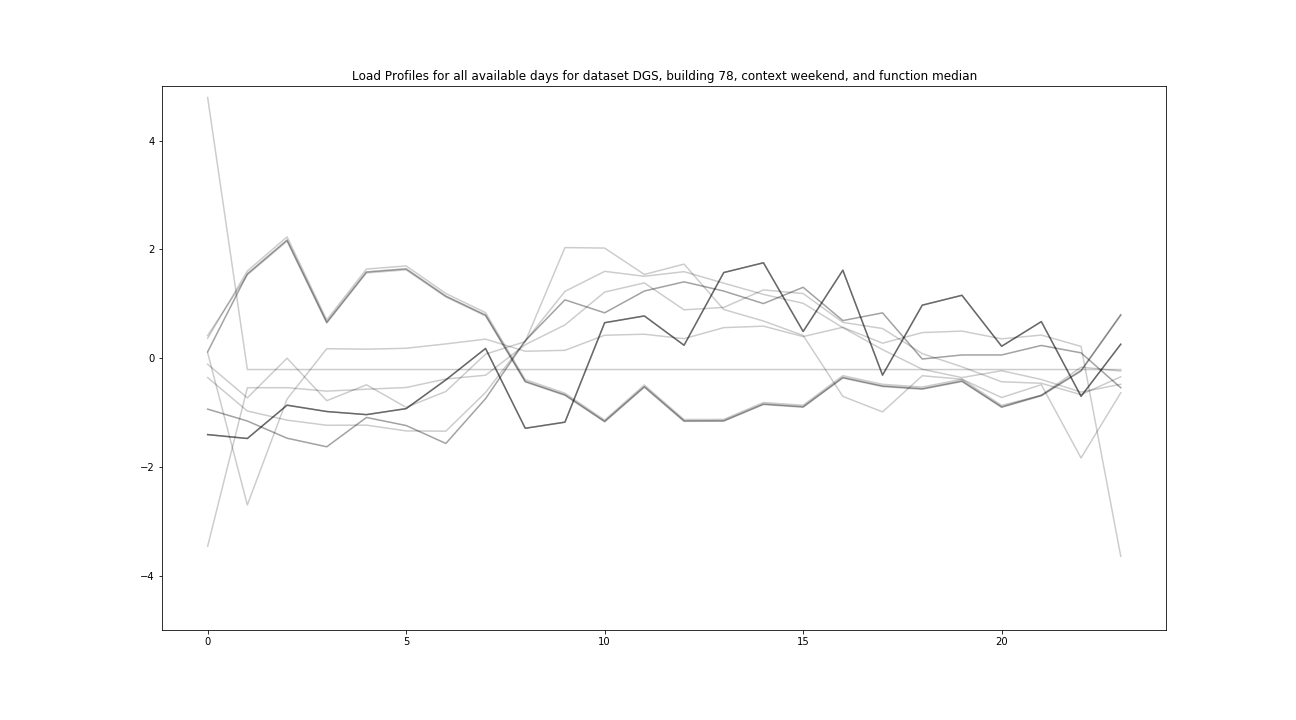 Load Profiles for all available days for dataset DGS, building 78, context weekend, and function median
4
2
0
−2
−4
0 5 10 15 20